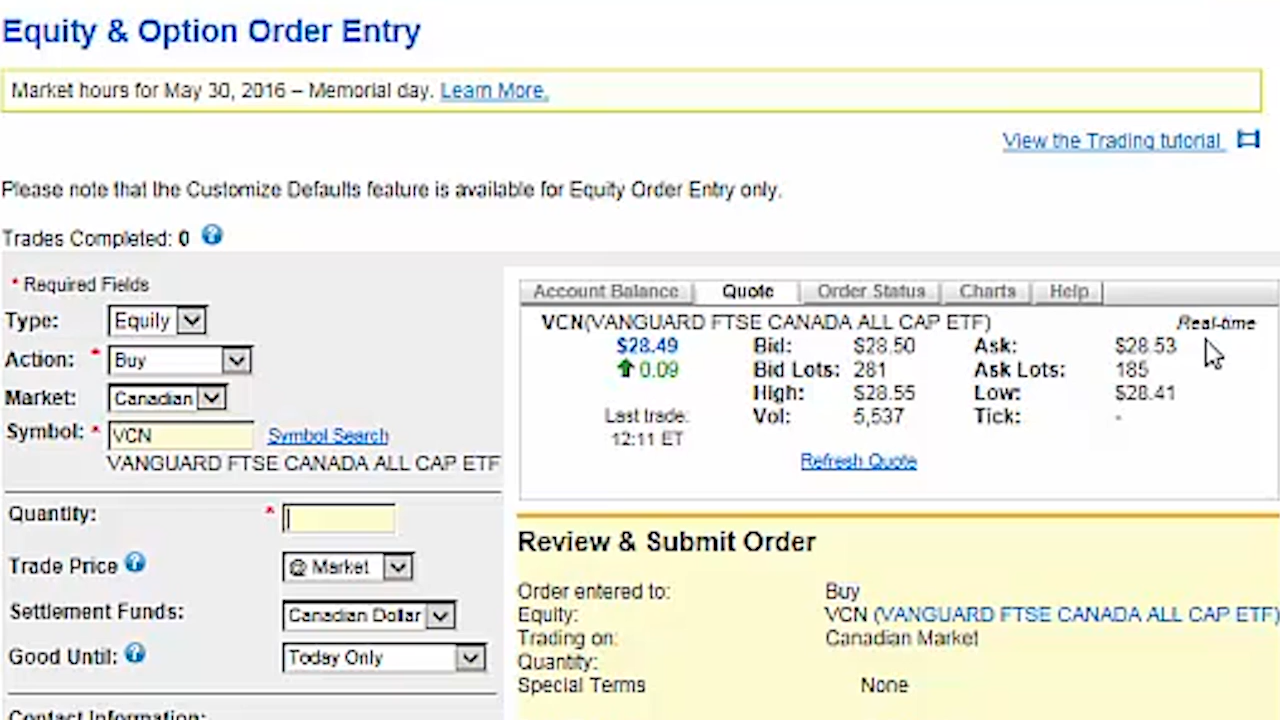 Equity & Option Order Entry
Market hours for May 30, 2016 – Memorial day. Learn More.
View the Trading tutorial
Please note that the Customize Defaults feature is available for Equity Order Entry only.
Trades Completed: 0 ?
* Required Fields
Type: Equity
Action: * Buy
Market: Canadian
Symbol: * VCN Symbol Search
VANGUARD FTSE CANADA ALL CAP ETF
Quantity: *
Trade Price ? @ Market
Settlement Funds: Canadian Dollar
Good Until: ? Today Only
Contact Information:
Account Balance Quote Order Status Charts Help
VCN(VANGUARD FTSE CANADA ALL CAP ETF) Real-time
$28.49 Bid: $28.50 Ask: $28.53
0.09 Bid Lots: 281 Ask Lots: 185
High: $28.55 Low: $28.41
Last trade: Vol: 5,537 Tick: -
12:11 ET
Refresh Quote
Review & Submit Order
Order entered to: Buy
Equity: VCN (VANGUARD FTSE CANADA ALL CAP ETF)
Trading on: Canadian Market
Quantity:
Special Terms None